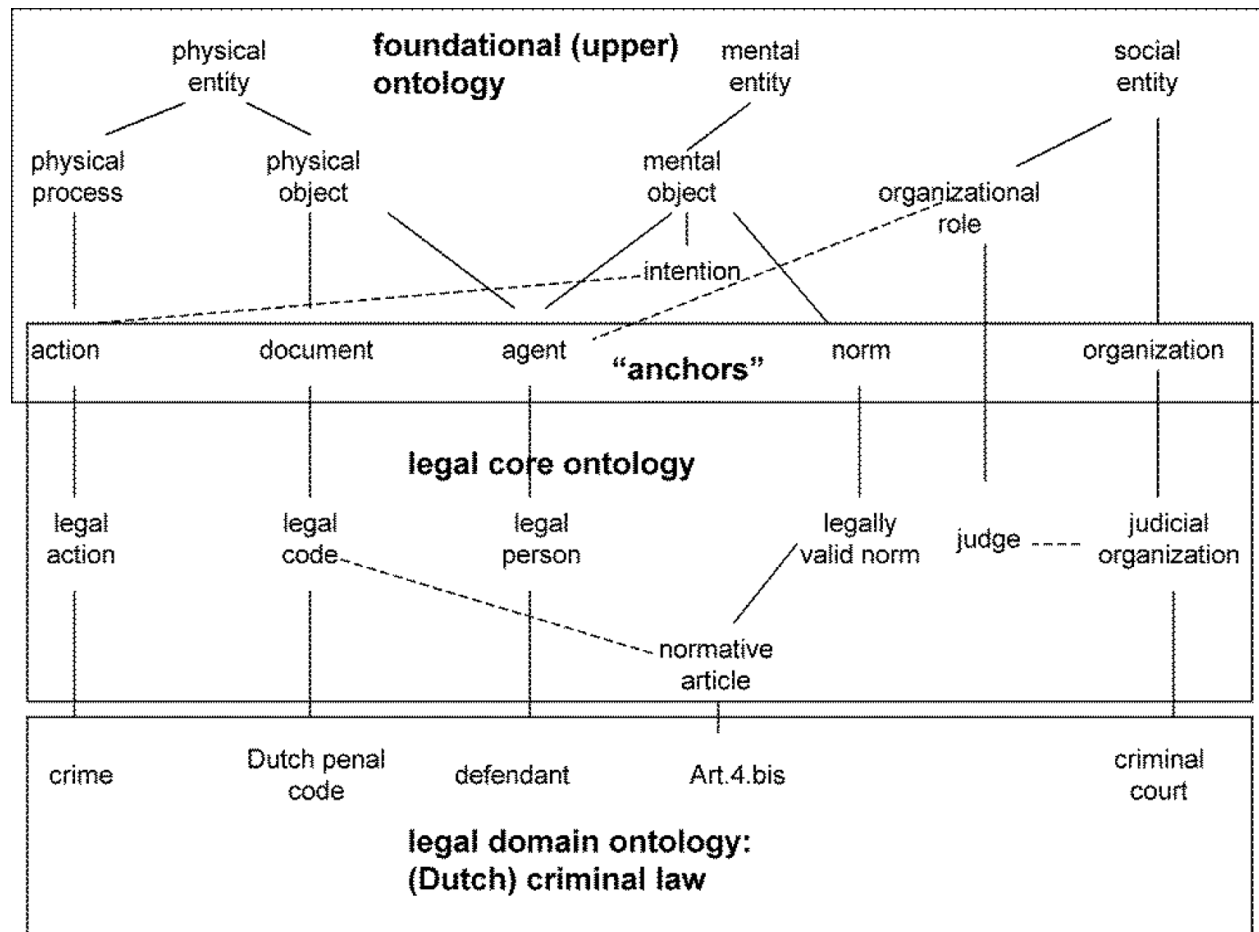 physical
entity
foundational (upper)
ontology
mental
entity
social
entity
physical
process
physical
object
mental
object
organizational
role
intention
action
document
agent
“anchors”
norm
organization
legal core ontology
legal
action
legal
code
legal
person
legally
valid norm
judge
judicial
organization
normative
article
crime
Dutch penal
code
defendant
Art.4.bis
criminal
court
legal domain ontology:
(Dutch) criminal law